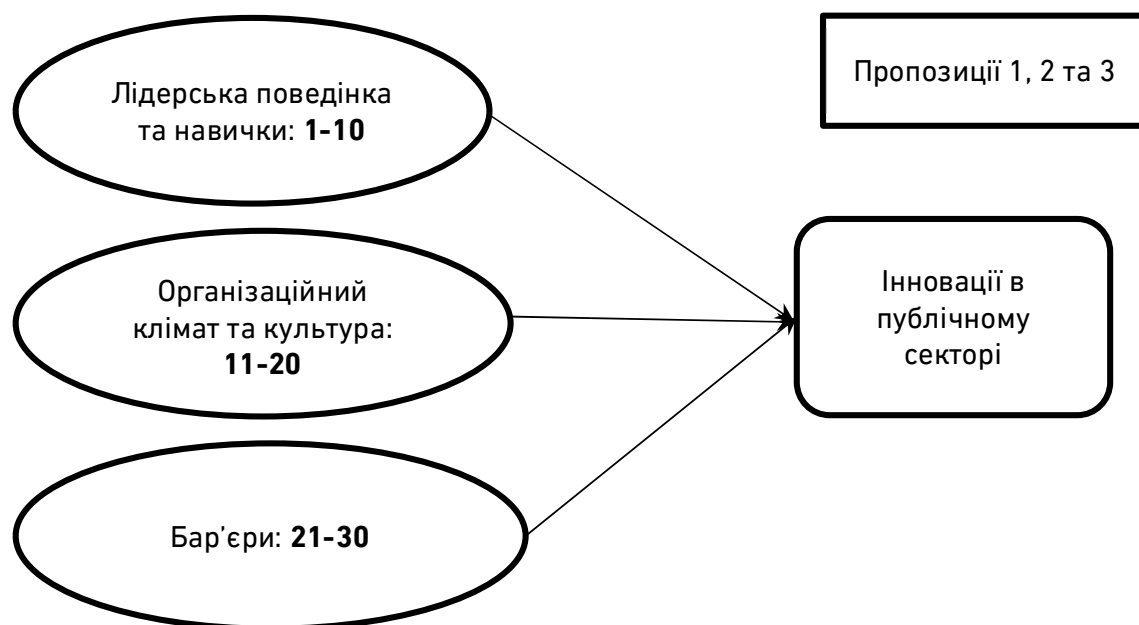 Лідерська поведінка
та навички: 1-10
Пропозиції 1, 2 та 3
Організаційний
клімат та культура:
11-20
Інновації в
публічному
секторі
Бар’єри: 21-30